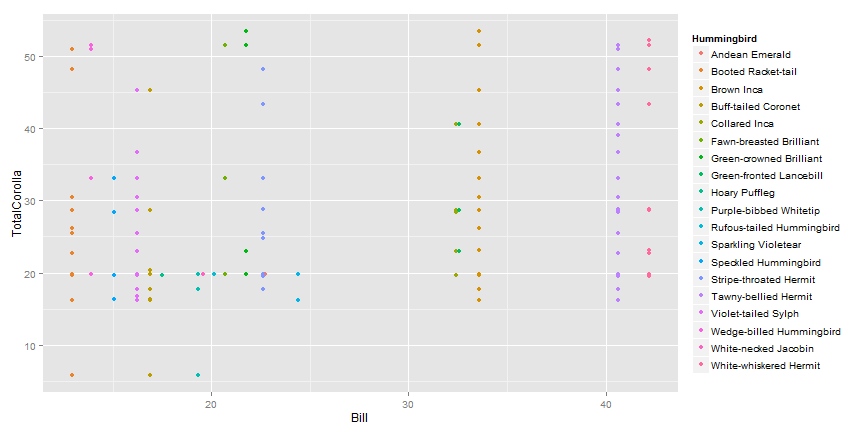 Hummingbird
Andean Emerald
Booted Racket-tail
Brown Inca
Buff-tailed Coronet
Collared Inca
Fawn-breasted Brilliant
Green-crowned Brilliant
Green-fronted Lancebill
Hoary Puffleg
Purple-bibbed Whitetip
Rufous-tailed Hummingbird
Sparkling Violetear
Speckled Hummingbird
Stripe-throated Hermit
Tawny-bellied Hermit
Violet-tailed Sylph
Wedge-billed Hummingbird
White-necked Jacobin
White-whiskered Hermit
TotalCorolla
50
40
30
20
10
20
30
40
Bill